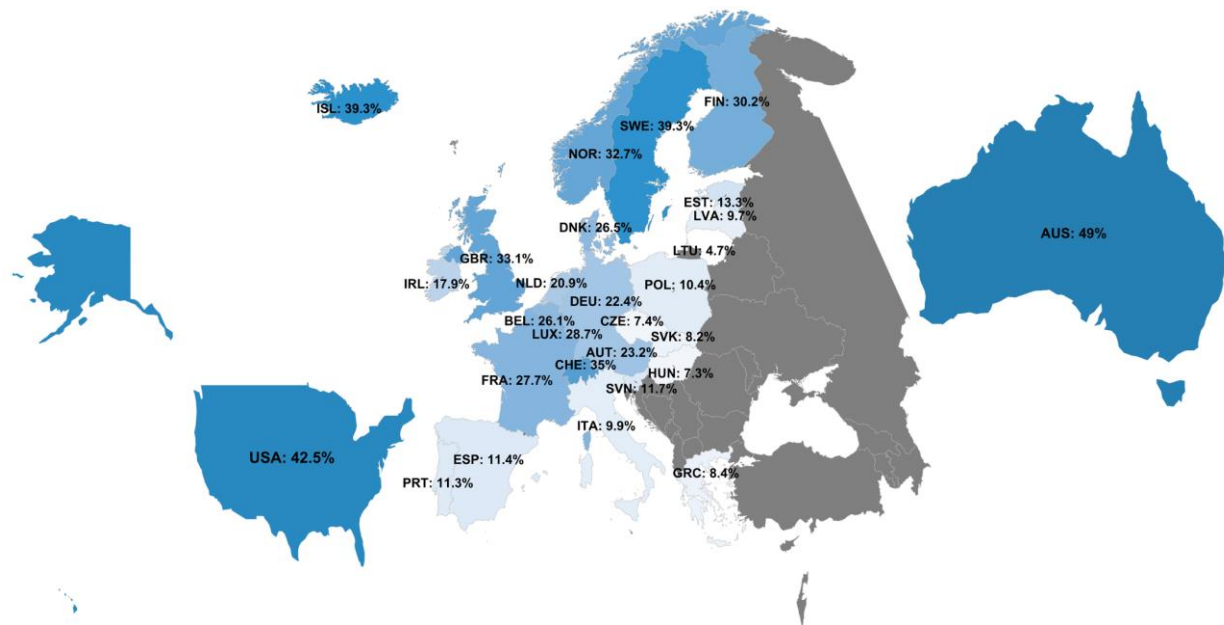 ISL: 39.3%
FIN: 30.2%
SWE: 39.3%
NOR: 32.7%
EST: 13.3%
LVA: 9.7%
DNK: 26.5%
AUS: 49%
LTU: 4.7%
GBR: 33.1%
IRL: 17.9%
NLD: 20.9%
POL: 10.4%
DEU: 22.4%
BEL: 26.1%
CZE: 7.4%
LUX: 28.7%
SVK: 8.2%
AUT: 23.2%
CHE: 35%
HUN: 7.3%
FRA: 27.7%
SVN: 11.7%
ITA: 9.9%
USA: 42.5%
ESP: 11.4%
GRC: 8.4%
PRT: 11.3%